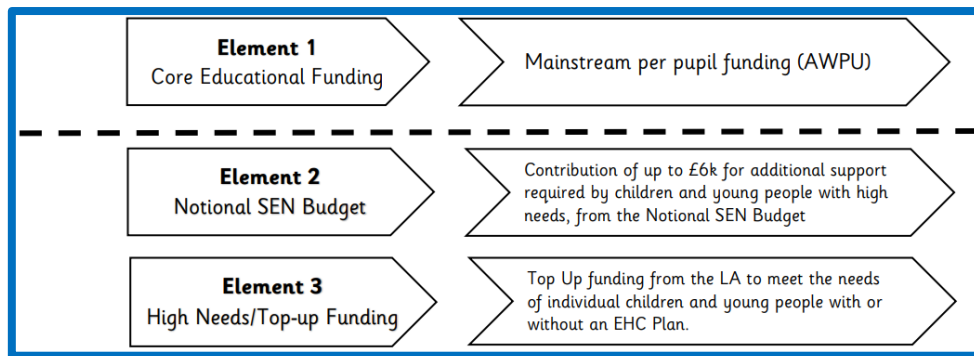 Element 1
Core Educational Funding
Mainstream per pupil funding (AWPU)
Element 2
Notional SEN Budget
Contribution of up to £6k for additional support
required by children and young people with high
needs, from the Notional SEN Budget
Element 3
High Needs/Top-up Funding
Top Up funding from the LA to meet the needs
of individual children and young people with or
without an EHC Plan.